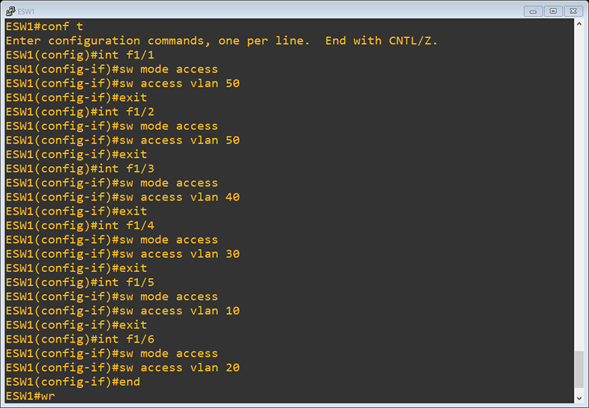 ESW1
ESW1#conf t
Enter configuration commands, one per line.  End with CNTL/Z.
ESW1(config)#int f1/1
ESW1(config-if)#sw mode access
ESW1(config-if)#sw access vlan 50
ESW1(config-if)#exit
ESW1(config)#int f1/2
ESW1(config-if)#sw mode access
ESW1(config-if)#sw access vlan 50
ESW1(config-if)#exit
ESW1(config)#int f1/3
ESW1(config-if)#sw mode access
ESW1(config-if)#sw access vlan 40
ESW1(config-if)#exit
ESW1(config)#int f1/4
ESW1(config-if)#sw mode access
ESW1(config-if)#sw access vlan 30
ESW1(config-if)#exit
ESW1(config)#int f1/5
ESW1(config-if)#sw mode access
ESW1(config-if)#sw access vlan 10
ESW1(config-if)#exit
ESW1(config)#int f1/6
ESW1(config-if)#sw mode access
ESW1(config-if)#sw access vlan 20
ESW1(config-if)#end
ESW1#wr